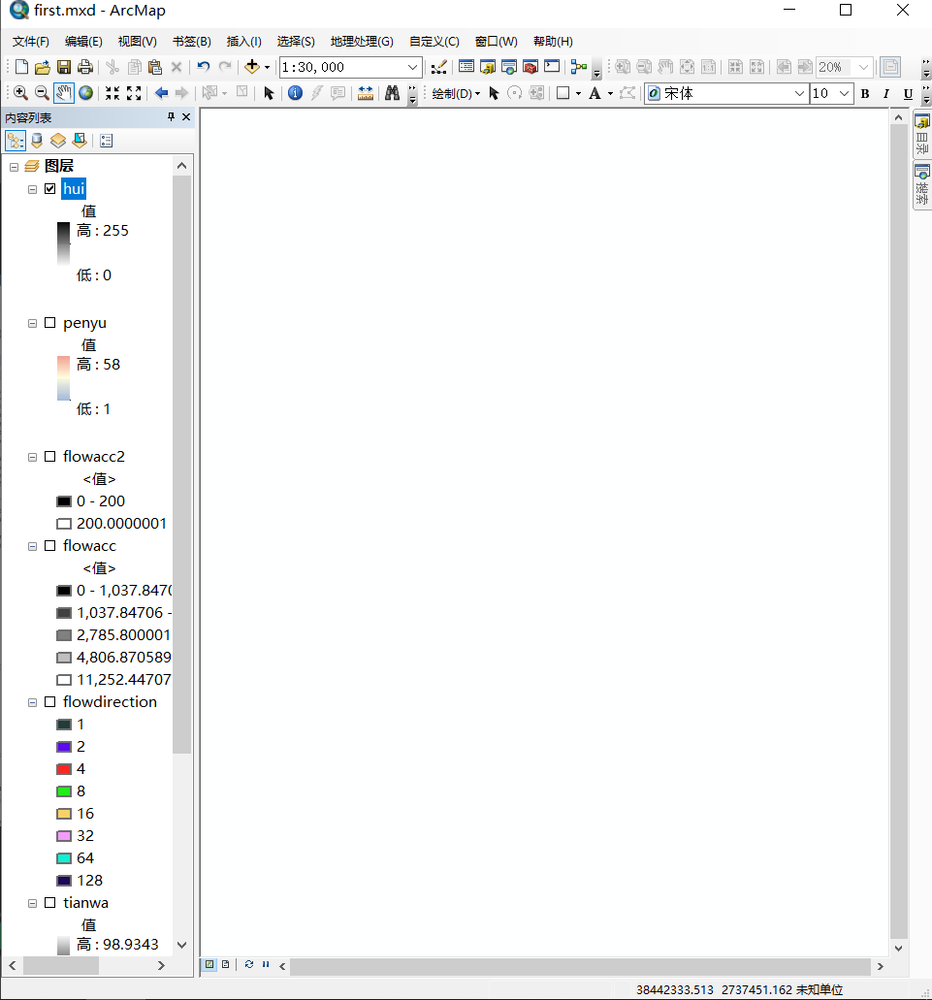 first.mxd - ArcMap
文件(F) 编辑(E) 视图(V) 书签(B) 插入(I) 选择(S) 地理处理(G) 自定义(C) 窗口(W) 帮助(H)
1:30,000 20%
绘制(D) A 宋体 10 B I U
内容列表
目录
搜索
图层
hui
值
高 : 255
低 : 0
penyu
值
高 : 58
低 : 1
flowacc2
<值>
0 - 200
200.0000001
flowacc
<值>
0 - 1,037.8470
1,037.84706 -
2,785.800001
4,806.870589
11,252.44707
flowdirection
1
2
4
8
16
32
64
128
tianwa
值
高 : 98.9343
38442333.513 2737451.162 未知单位